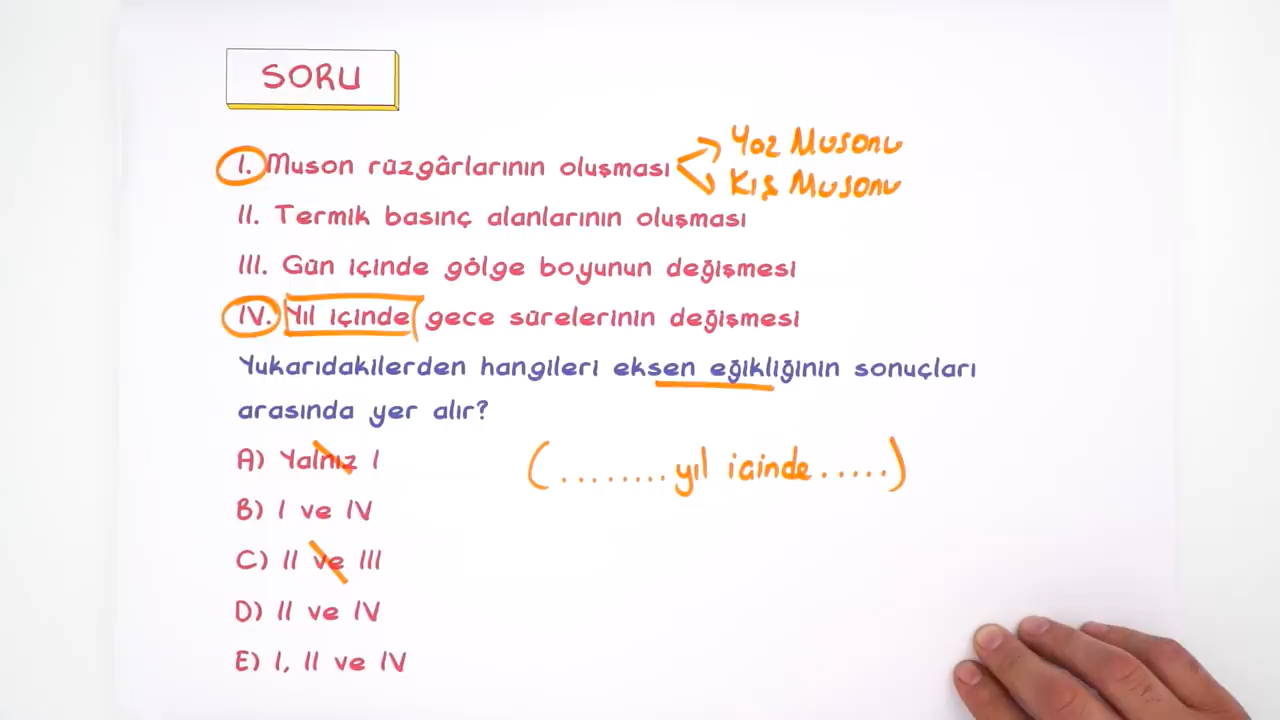 SORU
I. Muson rüzgârlarının oluşması
Yaz Musonu
Kış Musonu
II. Termik basınç alanlarının oluşması
III. Gün içinde gölge boyunun değişmesi
IV. Yıl içinde gece sürelerinin değişmesi
Yukarıdakilerden hangileri eksen eğikliğinin sonuçları
arasında yer alır?
A) Yalnız I
B) I ve IV
C) II ve III
D) II ve IV
E) I, II ve IV
(........yıl içinde.....)